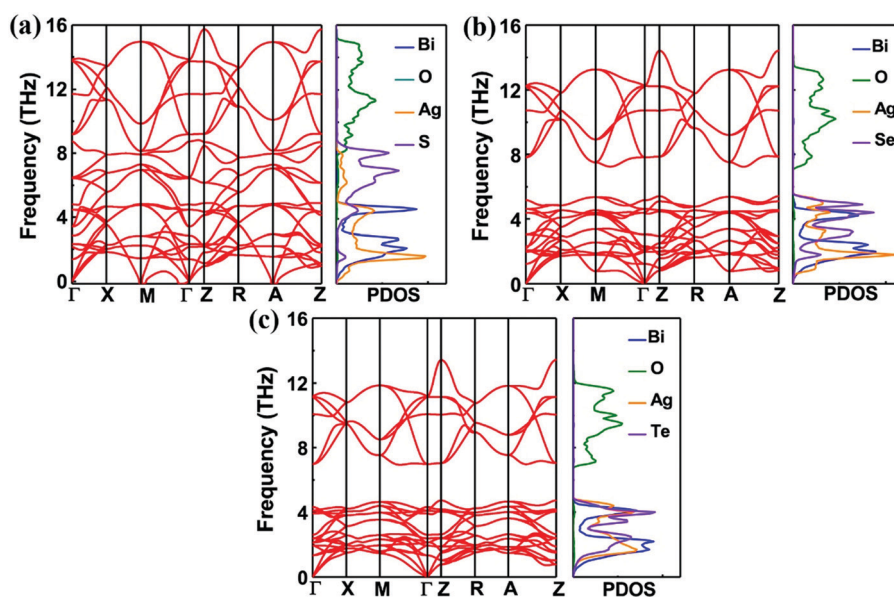 (a)
16
12
8
4
0
Frequency (THz)
Γ X M Γ Z R A Z
Bi
O
Ag
S
PDOS
(b)
16
12
8
4
0
Frequency (THz)
Γ X M Γ Z R A Z
Bi
O
Ag
Se
PDOS
(c)
16
12
8
4
0
Frequency (THz)
Γ X M Γ Z R A Z
Bi
O
Ag
Te
PDOS